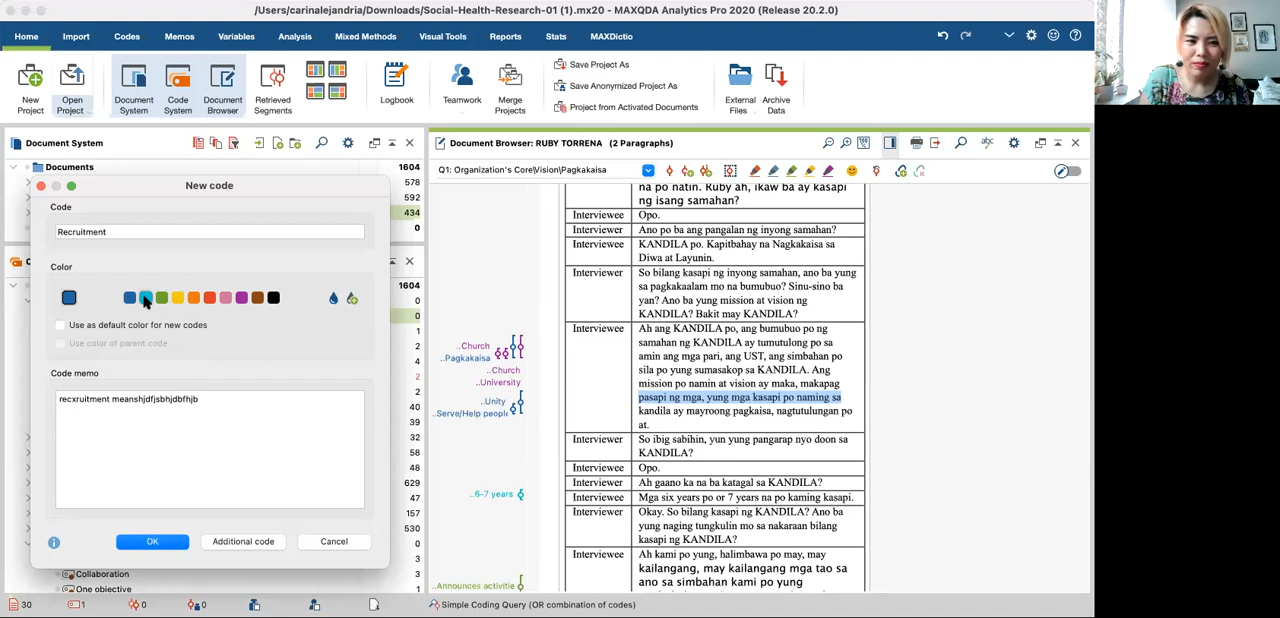 /Users/carinalejandria/Downloads/Social-Health-Research-01 (1).mx20 - MAXQDA Analytics Pro 2020 (Release 20.2.0)
Home Import Codes Memos Variables Analysis Mixed Methods Visual Tools Reports Stats MAXDictio
New Project
Open Project
Document System
Code System
Document Browser
Retrieved Segments
Logbook
Teamwork
Merge Projects
Save Project As
Save Anonymized Project As
Project from Activated Documents
External Files
Archive Data
Document System
Documents 1604
578
592
434
0
New code
Code
Recruitment
Color
Use as default color for new codes
Use color of parent code
Code memo
recxruitment meanshjdfjsbhjdbfhjb
OK Additional code Cancel
1604
0
0
1
2
4
2
2
40
39
32
58
48
629
47
157
530
0
3
Collaboration 3
One objective 1
Document Browser: RUBY TORRENA (2 Paragraphs)
Q1: Organization's Core\Vision\Pagkakaisa
na po natin. Ruby ah, ikaw ba ay kasapi
ng isang samahan?
Interviewee Opo.
Interviewer Ano po ba ang pangalan ng inyong samahan?
Interviewee KANDILA po. Kapitbahay na Nagkakaisa sa
Diwa at Layunin.
Interviewer So bilang kasapi ng inyong samahan, ano ba yung
sa pagkakaalam mo na bumubuo? Sinu-sino ba
yan? Ano ba yung mission at vision ng
KANDILA? Bakit may KANDILA?
Interviewee Ah ang KANDILA po, ang bumubuo po ng
samahan ng KANDILA ay tumutulong po sa
amin ang mga pari, ang UST, ang simbahan po
sila po yung sumasakop sa KANDILA. Ang
mission po namin at vision ay maka, makapag
pasapi ng mga, yung mga kasapi po naming sa
kandila ay mayroong pagkaisa, nagtutulungan po
at.
Interviewer So ibig sabihin, yun yung pangarap nyo doon sa
KANDILA?
Interviewee Opo.
Interviewer Ah gaano ka na ba katagal sa KANDILA?
Interviewee Mga six years po or 7 years na po kaming kasapi.
Interviewer Okay. So bilang kasapi ng KANDILA? Ano ba
yung naging tungkulin mo sa nakaraan bilang
kasapi ng KANDILA?
Interviewee Ah kami po yung, halimbawa po may, may
kailangang, may kailangang mga tao sa
ano sa simbahan kami po yung
..Church
..Pagkakaisa
..Church
..University
..Unity
..Serve/Help people
..6-7 years
..Announces activitie
30 1 0 0
Simple Coding Query (OR combination of codes)